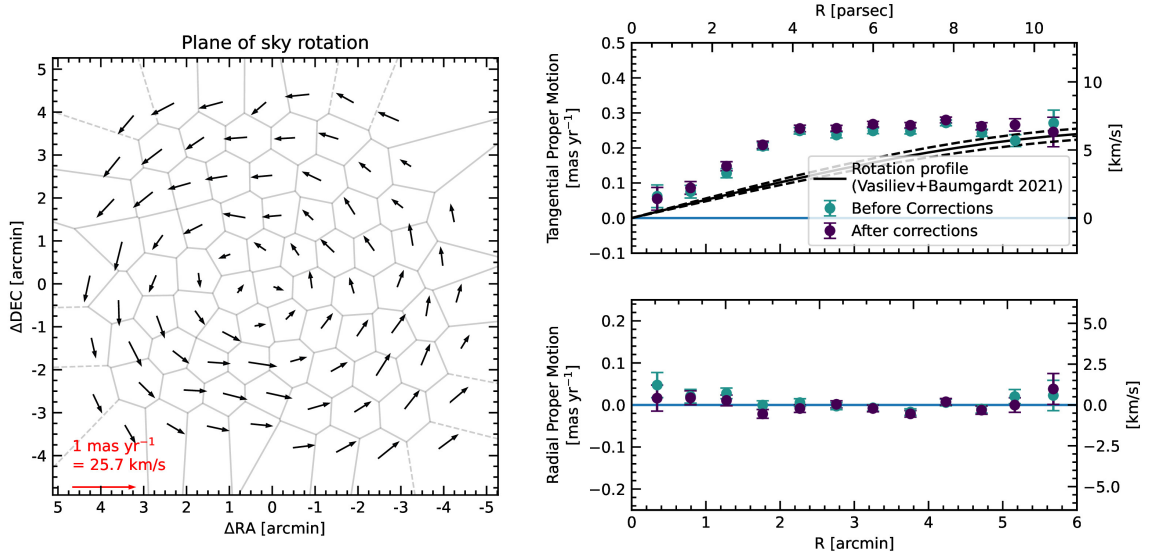 Plane of sky rotation
5
4
3
2
1
0
-1
-2
-3
-4
ΔDEC [arcmin]
1 mas yr⁻¹
= 25.7 km/s
5 4 3 2 1 0 -1 -2 -3 -4 -5
ΔRA [arcmin]
R [parsec]
0 2 4 6 8 10
Tangential Proper Motion
[mas yr⁻¹]
0.5
0.4
0.3
0.2
0.1
0.0
−0.1
10
5
0
[km/s]
Rotation profile
(Vasiliev+Baumgardt 2021)
Before Corrections
After corrections
Radial Proper Motion
[mas yr⁻¹]
0.2
0.1
0.0
−0.1
−0.2
5.0
2.5
0.0
−2.5
−5.0
[km/s]
0 1 2 3 4 5 6
R [arcmin]